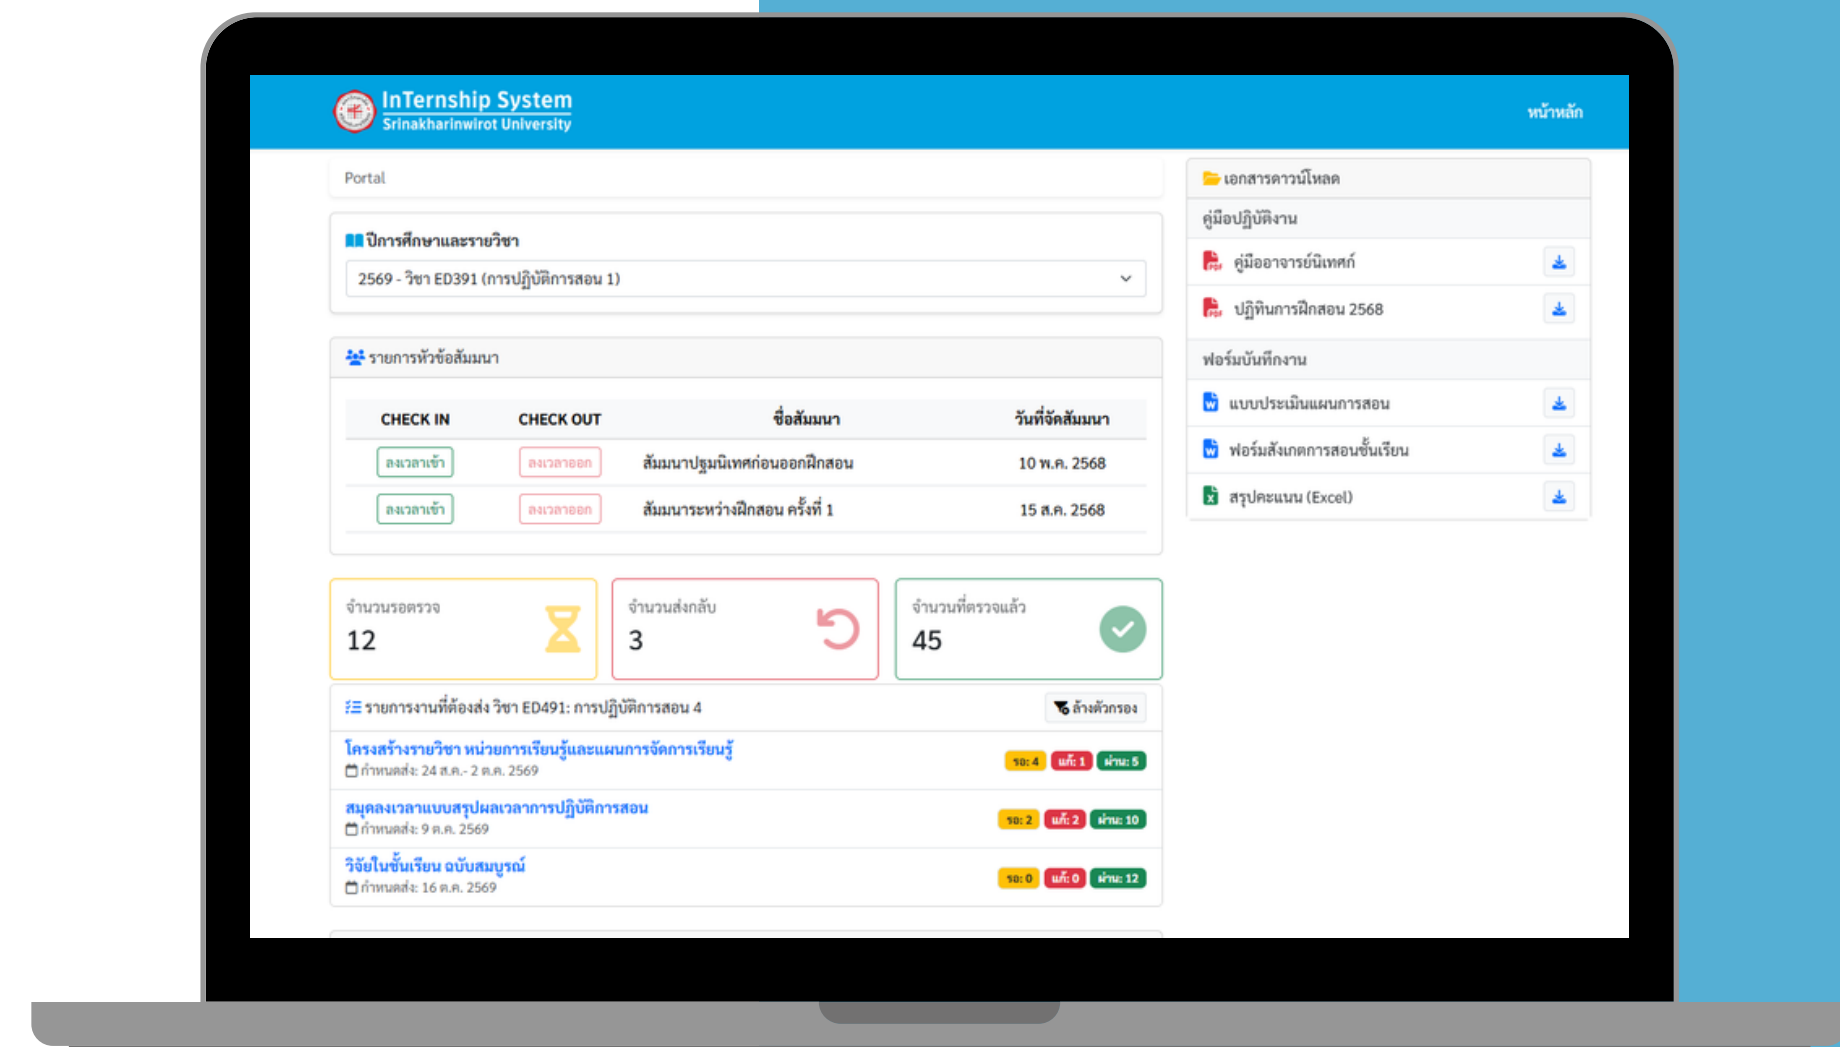 InTernship System
Srinakharinwirot University
หน้าหลัก
Portal
ปีการศึกษาและรายวิชา
2569 - วิชา ED391 (การปฏิบัติการสอน 1)
รายการหัวข้อสัมมนา
CHECK IN CHECK OUT ชื่อสัมมนา วันที่จัดสัมมนา
ลงเวลาเข้า ลงเวลาออก สัมมนาปฐมนิเทศก่อนออกฝึกสอน 10 พ.ค. 2568
ลงเวลาเข้า ลงเวลาออก สัมมนาระหว่างฝึกสอน ครั้งที่ 1 15 ส.ค. 2568
จำนวนรอตรวจ
12
จำนวนส่งกลับ
3
จำนวนที่ตรวจแล้ว
45
รายการงานที่ต้องส่ง วิชา ED491: การปฏิบัติการสอน 4
ล้างตัวกรอง
โครงสร้างรายวิชา หน่วยการเรียนรู้และแผนการจัดการเรียนรู้
กำหนดส่ง: 24 ส.ค.- 2 ต.ค. 2569
รอ: 4 แก้: 1 ผ่าน: 5
สมุดลงเวลาแบบสรุปผลเวลาการปฏิบัติการสอน
กำหนดส่ง: 9 ต.ค. 2569
รอ: 2 แก้: 2 ผ่าน: 10
วิจัยในชั้นเรียน ฉบับสมบูรณ์
กำหนดส่ง: 16 ต.ค. 2569
รอ: 0 แก้: 0 ผ่าน: 12
เอกสารดาวน์โหลด
คู่มือปฏิบัติงาน
PDF คู่มืออาจารย์นิเทศก์
PDF ปฏิทินการฝึกสอน 2568
ฟอร์มบันทึกงาน
W แบบประเมินแผนการสอน
W ฟอร์มสังเกตการสอนชั้นเรียน
X สรุปคะแนน (Excel)